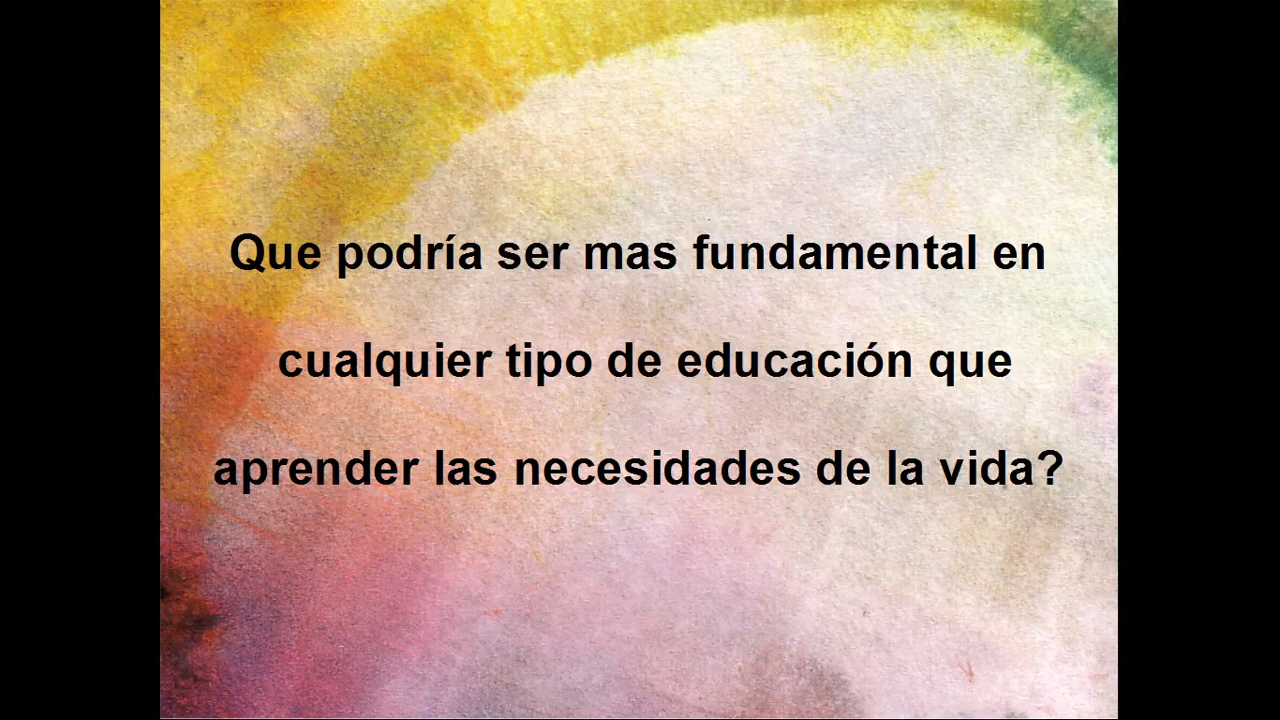 Que podría ser mas fundamental en
cualquier tipo de educación que
aprender las necesidades de la vida?